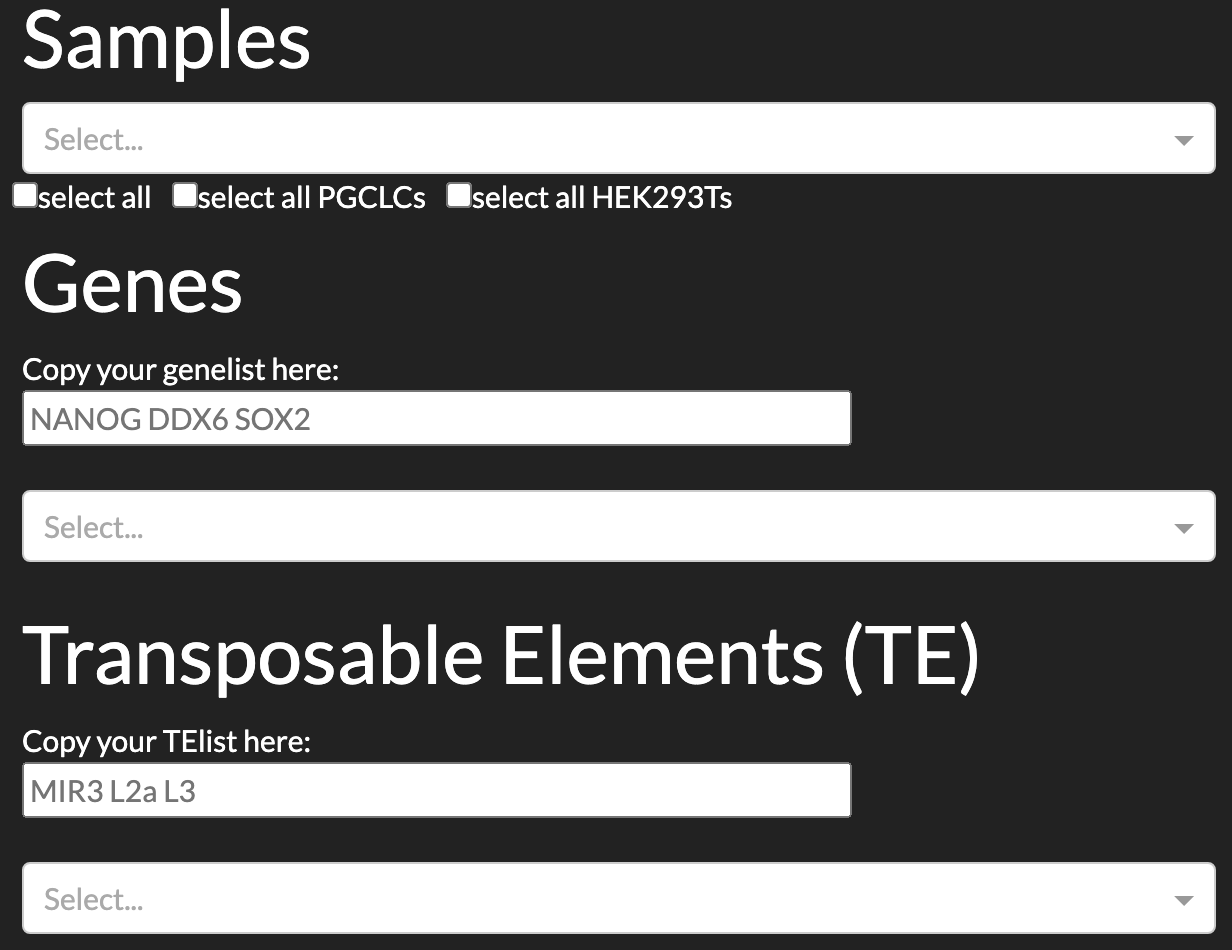 Samples
Select...
select all select all PGCLCs select all HEK293Ts
Genes
Copy your genelist here:
NANOG DDX6 SOX2
Select...
Transposable Elements (TE)
Copy your TElist here:
MIR3 L2a L3
Select...